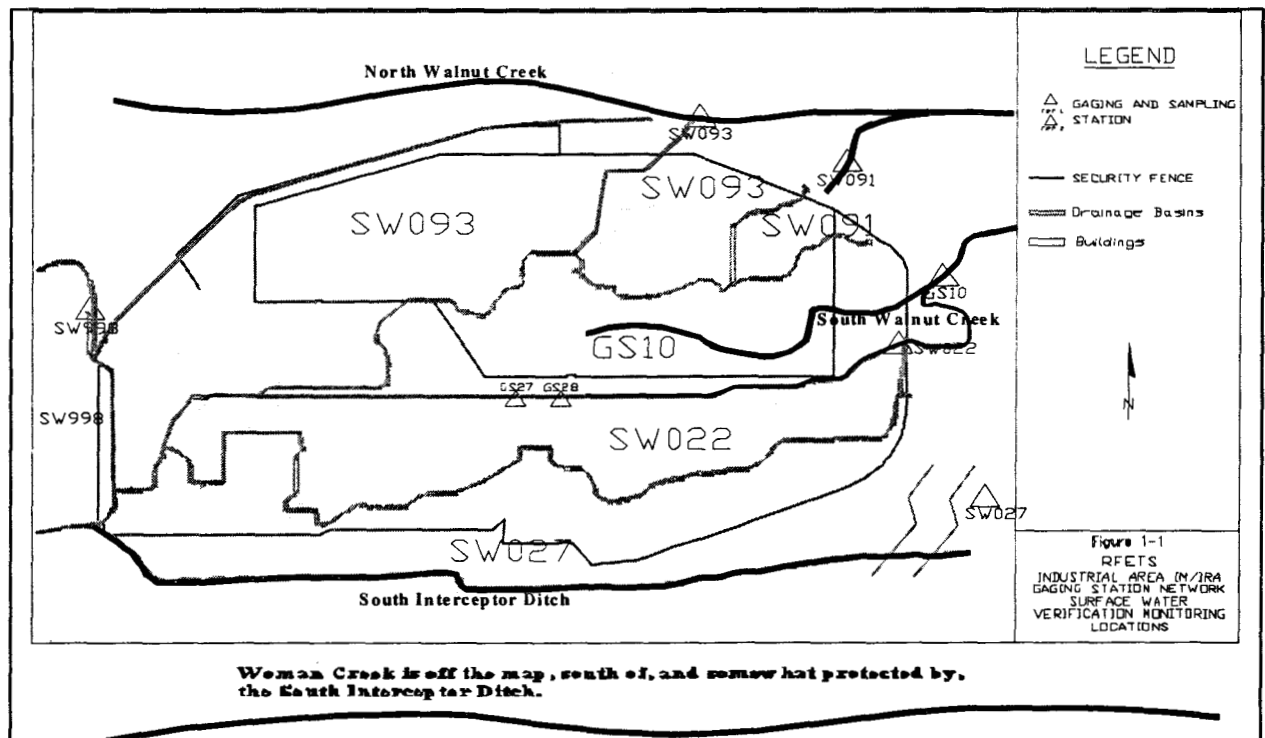 North Walnut Creek
SW093
SW091
SW093
SW093
SW091
GS10
South Walnut Creek
SW022
GS10
GS27 GS28
SW998
SW998
SW022
SW027
SW027
South Interceptor Ditch
N
LEGEND
GAGING AND SAMPLING
STATION
SECURITY FENCE
Drainage Basins
Buildings
Figure 1-1
RFETS
INDUSTRIAL AREA IM/IRA
GAGING STATION NETWORK
SURFACE WATER
VERIFICATION MONITORING
LOCATIONS
Woman Creek is off the map, south of, and somewhat protected by,
the South Interceptor Ditch.